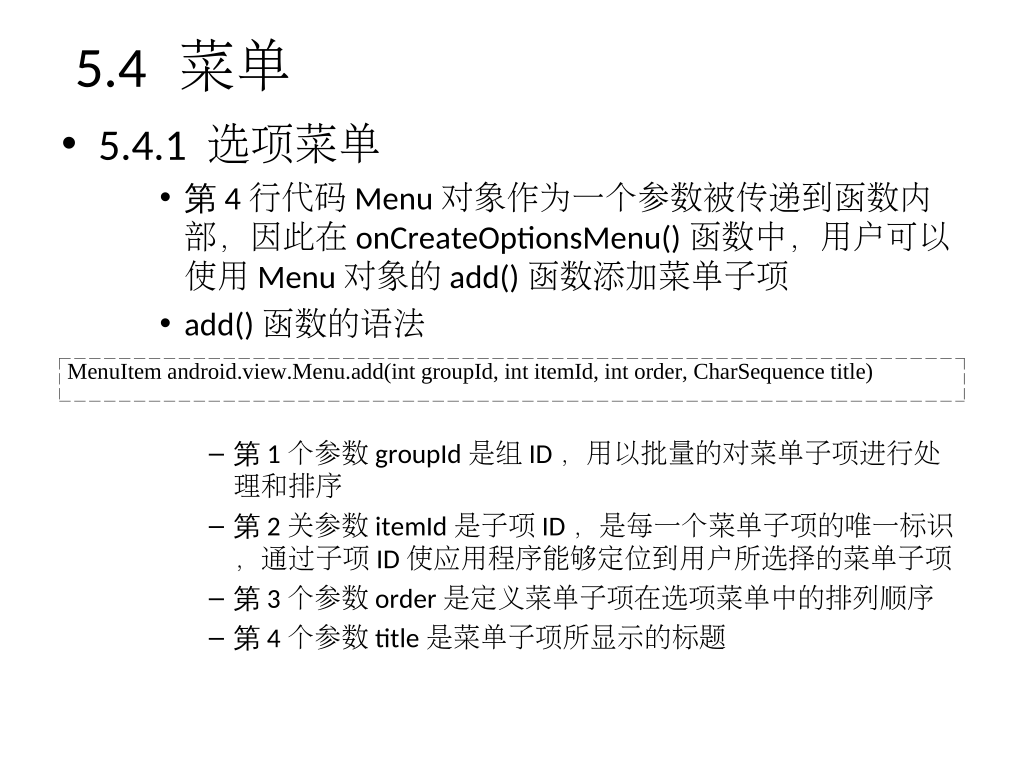 5.4 菜单
• 5.4.1 选项菜单
• 第 4 行代码 Menu 对象作为一个参数被传递到函数内
部，因此在 onCreateOptionsMenu() 函数中，用户可以
使用 Menu 对象的 add() 函数添加菜单子项
• add() 函数的语法
MenuItem android.view.Menu.add(int groupId, int itemId, int order, CharSequence title)
– 第 1 个参数 groupId 是组 ID ，用以批量的对菜单子项进行处
理和排序
– 第 2 关参数 itemId 是子项 ID ，是每一个菜单子项的唯一标识
，通过子项 ID 使应用程序能够定位到用户所选择的菜单子项
– 第 3 个参数 order 是定义菜单子项在选项菜单中的排列顺序
– 第 4 个参数 title 是菜单子项所显示的标题